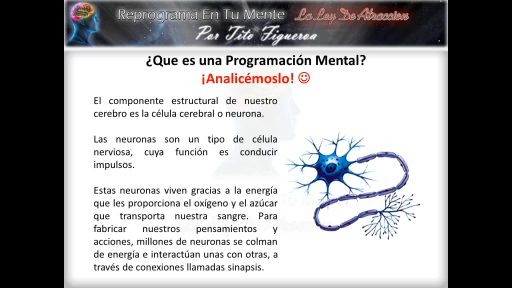 Reprograma En Tu Mente La Ley De Atraccion
Por Tito Figueroa
¿Que es una Programación Mental?
¡Analicémoslo! ☺
El componente estructural de nuestro
cerebro es la célula cerebral o neurona.
Las neuronas son un tipo de célula
nerviosa, cuya función es conducir
impulsos.
Estas neuronas viven gracias a la energía
que les proporciona el oxígeno y el azúcar
que transporta nuestra sangre. Para
fabricar nuestros pensamientos y
acciones, millones de neuronas se colman
de energía e interactúan unas con otras, a
través de conexiones llamadas sinapsis.